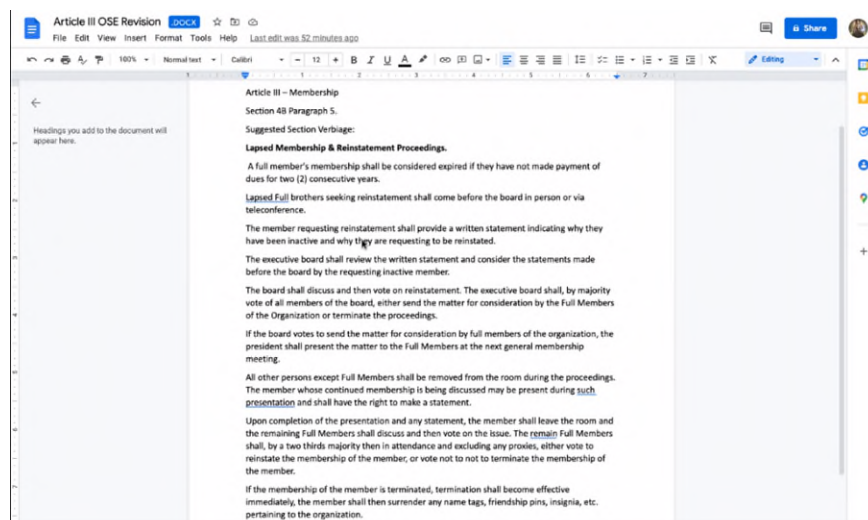 Article III OSE Revision .DOCX
Share
File Edit View Insert Format Tools Help Last edit was 52 minutes ago
100% Normal text Calibri 12 B I U A Editing
1 1 2 3 4 5 6 7
Article III – Membership
Section 4B Paragraph 5.
Headings you add to the document will
appear here.
Suggested Section Verbiage:
Lapsed Membership & Reinstatement Proceedings.
A full member's membership shall be considered expired if they have not made payment of
dues for two (2) consecutive years.
Lapsed Full brothers seeking reinstatement shall come before the board in person or via
teleconference.
The member requesting reinstatement shall provide a written statement indicating why they
have been inactive and why they are requesting to be reinstated.
The executive board shall review the written statement and consider the statements made
before the board by the requesting inactive member.
The board shall discuss and then vote on reinstatement. The executive board shall, by majority
vote of all members of the board, either send the matter for consideration by the Full Members
of the Organization or terminate the proceedings.
If the board votes to send the matter for consideration by full members of the organization, the
president shall present the matter to the Full Members at the next general membership
meeting.
All other persons except Full Members shall be removed from the room during the proceedings.
The member whose continued membership is being discussed may be present during such
presentation and shall have the right to make a statement.
Upon completion of the presentation and any statement, the member shall leave the room and
the remaining Full Members shall discuss and then vote on the issue. The remain Full Members
shall, by a two thirds majority then in attendance and excluding any proxies, either vote to
reinstate the membership of the member, or vote not to not to terminate the membership of
the member.
If the membership of the member is terminated, termination shall become effective
immediately, the member shall then surrender any name tags, friendship pins, insignia, etc.
pertaining to the organization.